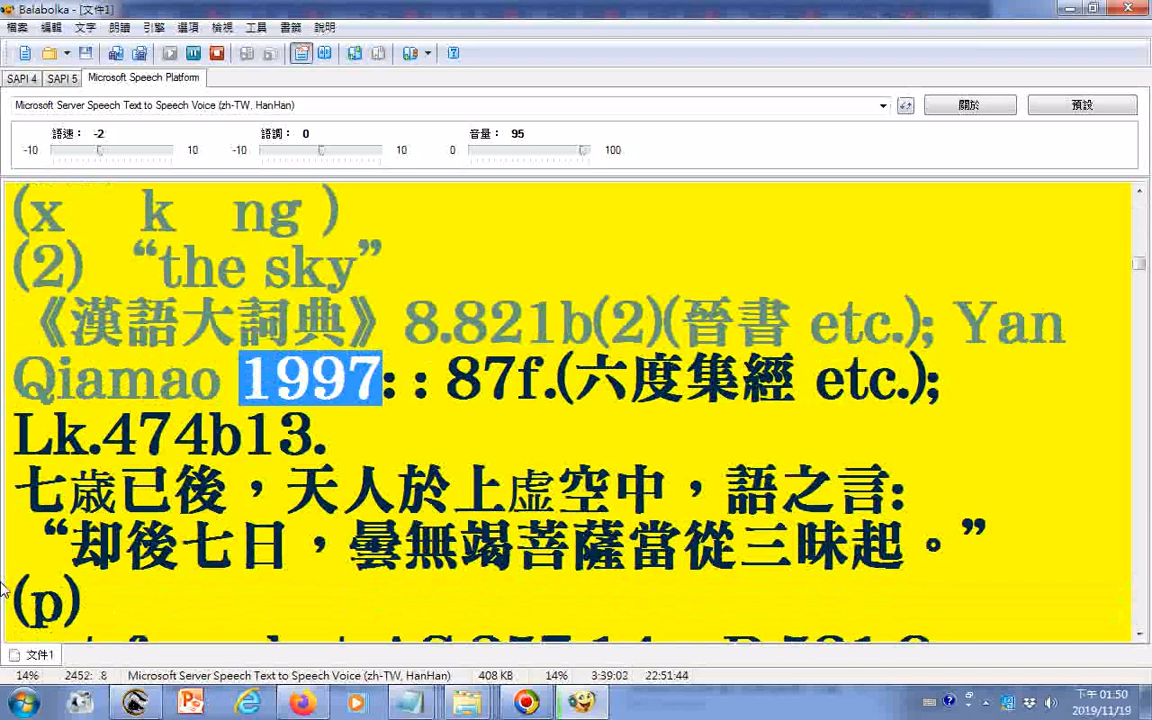 Balabolka - [文件1]
檔案 編輯 文字 朗讀 引擎 選項 檢視 工具 書籤 說明
SAPI 4 SAPI 5 Microsoft Speech Platform
Microsoft Server Speech Text to Speech Voice (zh-TW, HanHan) 關於 預設
語速： -2 語調： 0 音量： 95
-10 10 -10 10 0 100
(x k ng )
(2) “the sky”
《漢語大詞典》 8.821b(2)(晉書 etc.); Yan
Qiamao 1997: : 87f.(六度集經 etc.);
Lk.474b13.
七歳已後，天人於上虛空中，語之言:
“却後七日，曇無竭菩薩當從三昧起。”
(p)
文件1
14% 2452: .8 Microsoft Server Speech Text to Speech Voice (zh-TW, HanHan) 408 KB 14% 3:39:02 22:51:44
下午 01:50
2019/11/19